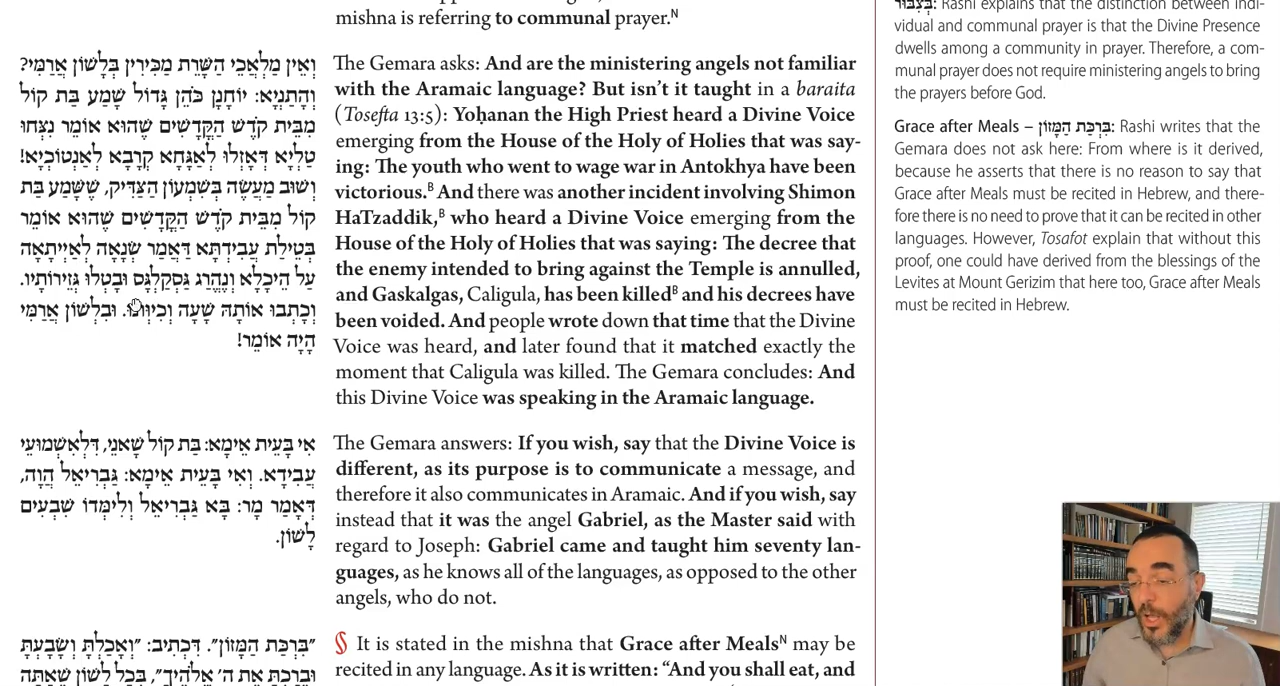 mishna is referring to communal prayer.N
וְאֵין מַלְאֲכֵי הַשָּׁרֵת מַכִּירִין בְּלָשׁוֹן אֲרַמִּי?
וְהָתַנְיָא: יוֹחָנָן כֹּהֵן גָּדוֹל שָׁמַע בַּת קוֹל
מִבֵּית קֹדֶשׁ הַקֳּדָשִׁים שֶׁהוּא אוֹמֵר נְצַחוּ
טַלְיָא דְּאָזְלוּ לְאַגָּחָא קְרָבָא לְאַנְטוֹכְיָא!
וְשׁוּב מַעֲשֶׂה בְּשִׁמְעוֹן הַצַּדִּיק, שֶׁשָּׁמַע בַּת
קוֹל מִבֵּית קֹדֶשׁ הַקֳּדָשִׁים שֶׁהוּא אוֹמֵר
בְּטֵילַת עֲבִידְתָּא דַּאֲמַר שָׂנְאָה לְאַיְיתָאָה
עַל הֵיכְלָא וְנֶהֱרַג גַּסְקַלְגַּס וּבָטְלוּ גְּזֵירוֹתָיו.
וְכָתְבוּ אוֹתָהּ שָׁעָה וּבִלְשׁוֹן אֲרַמִּי
הָיָה אוֹמֵר!
The Gemara asks: And are the ministering angels not familiar
with the Aramaic language? But isn't it taught in a baraita
(Tosefta 13:5): Yoḥanan the High Priest heard a Divine Voice
emerging from the House of the Holy of Holies that was say-
ing: The youth who went to wage war in Antokhya have been
victorious.B And there was another incident involving Shimon
HaTzaddik,B who heard a Divine Voice emerging from the
House of the Holy of Holies that was saying: The decree that
the enemy intended to bring against the Temple is annulled,
and Gaskalgas, Caligula, has been killedB and his decrees have
been voided. And people wrote down that time that the Divine
Voice was heard, and later found that it matched exactly the
moment that Caligula was killed. The Gemara concludes: And
this Divine Voice was speaking in the Aramaic language.
אִי בָּעֵית אֵימָא: בַּת קוֹל שָׁאנֵי, דִּלְאַשְׁמוֹעֵי
עֲבִידָא. וְאִי בָּעֵית אֵימָא: גַּבְרִיאֵל הֲוָה,
דְּאָמַר מָר: בָּא גַּבְרִיאֵל וְלִימְּדוֹ שִׁבְעִים
לָשׁוֹן.
The Gemara answers: If you wish, say that the Divine Voice is
different, as its purpose is to communicate a message, and
therefore it also communicates in Aramaic. And if you wish, say
instead that it was the angel Gabriel, as the Master said with
regard to Joseph: Gabriel came and taught him seventy lan-
guages, as he knows all of the languages, as opposed to the other
angels, who do not.
״בִּרְכַּת הַמָּזוֹן״. דִּכְתִיב: ״וְאָכַלְתָּ וְשָׂבָעְתָּ
וּבֵרַכְתָּ אֶת ה׳ אֱלֹהֶיךָ״, בְּכָל לָשׁוֹן שֶׁאַתָּה
§ It is stated in the mishna that Grace after MealsN may be
recited in any language. As it is written: "And you shall eat, and
Rashi explains that the distinction between indi-
vidual and communal prayer is that the Divine Presence
dwells among a community in prayer. Therefore, a com-
munal prayer does not require ministering angels to bring
the prayers before God.
Grace after Meals – בִּרְכַּת הַמָּזוֹן: Rashi writes that the
Gemara does not ask here: From where is it derived,
because he asserts that there is no reason to say that
Grace after Meals must be recited in Hebrew, and there-
fore there is no need to prove that it can be recited in other
languages. However, Tosafot explain that without this
proof, one could have derived from the blessings of the
Levites at Mount Gerizim that here too, Grace after Meals
must be recited in Hebrew.